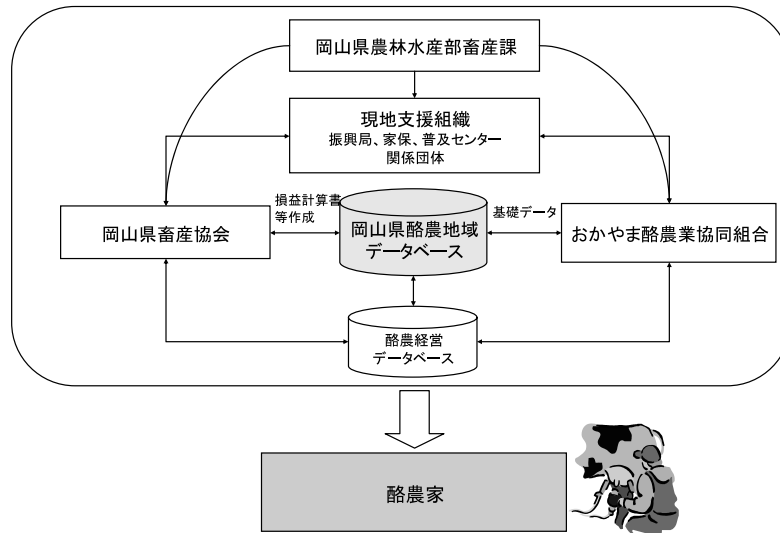 岡山県農林水産部畜産課
現地支援組織
振興局、家保、普及センター
関係団体
損益計算書
等作成
基礎データ
岡山県畜産協会
岡山県酪農地域
データベース
おかやま酪農業協同組合
酪農経営
データベース
酪農家